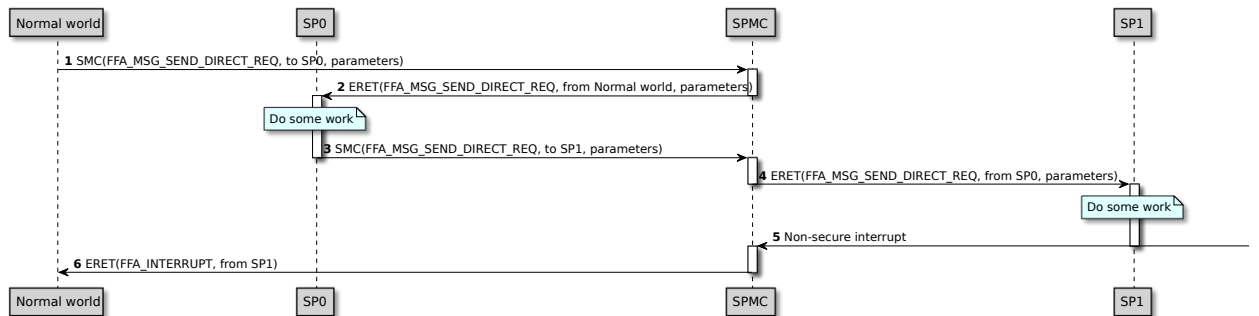 Normal world
SP0
SPMC
SP1
1 SMC(FFA_MSG_SEND_DIRECT_REQ, to SP0, parameters)
2 ERET(FFA_MSG_SEND_DIRECT_REQ, from Normal world, parameters)
Do some work
3 SMC(FFA_MSG_SEND_DIRECT_REQ, to SP1, parameters)
4 ERET(FFA_MSG_SEND_DIRECT_REQ, from SP0, parameters)
Do some work
5 Non-secure interrupt
6 ERET(FFA_INTERRUPT, from SP1)
Normal world
SP0
SPMC
SP1